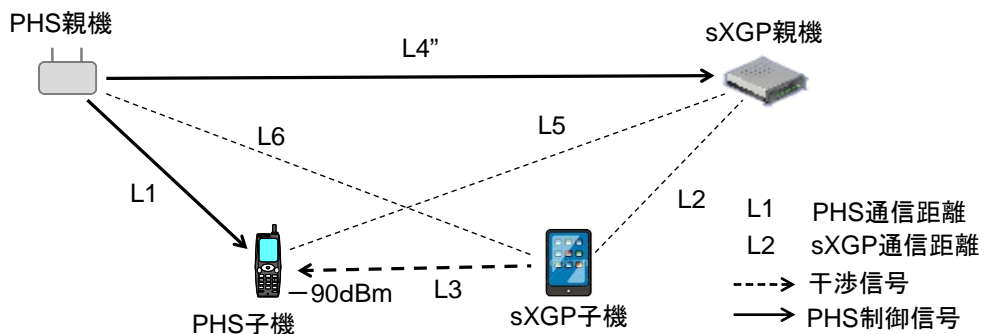 PHS親機
sXGP親機
L4”
L6
L5
L1
L2
L3
－90dBm
PHS子機
sXGP子機
L1 PHS通信距離
L2 sXGP通信距離
干渉信号
PHS制御信号